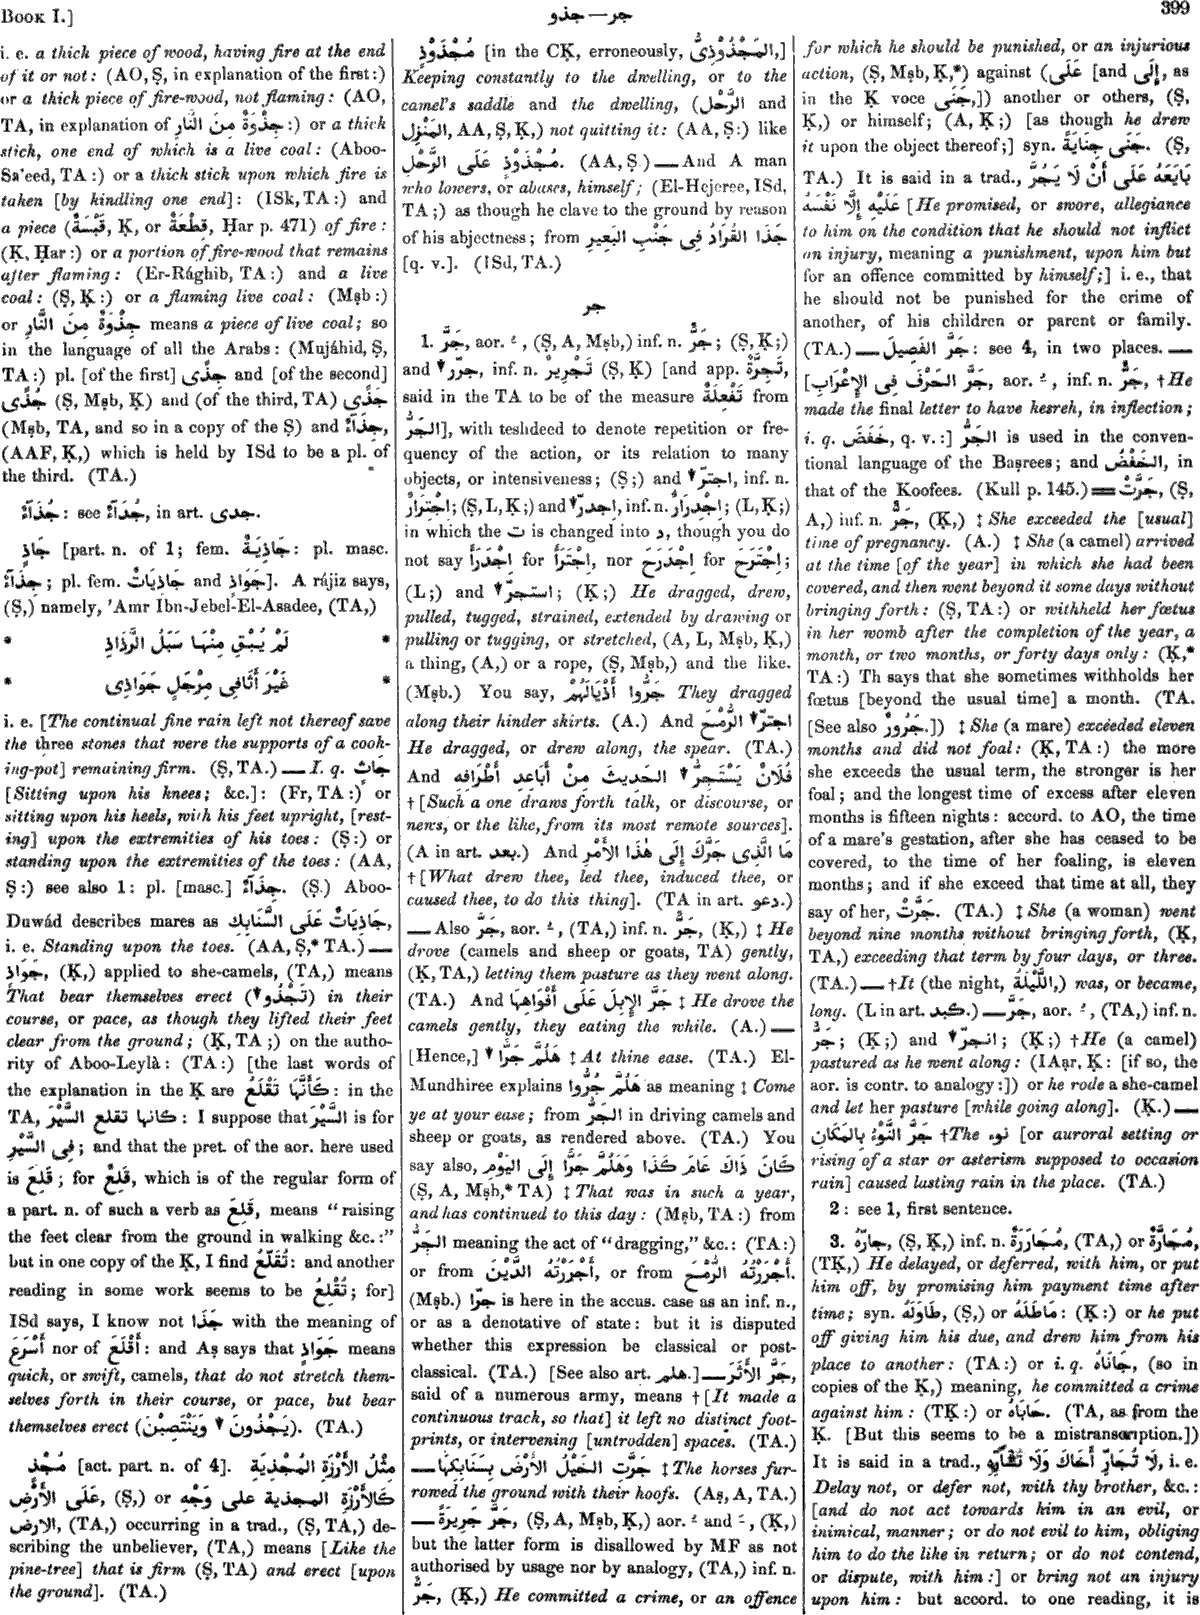 BOOK I.]
جر — جذو
399
i. e. a thick piece of wood, having fire at the end
of it or not: (AO, Ṣ, in explanation of the first:)
or a thick piece of fire-wood, not flaming: (AO,
TA, in explanation of جِذْوَةٌ مِنَ النَّارِ:) or a thick
stick, one end of which is a live coal: (Aboo-
Sa'eed, TA:) or a thick stick upon which fire is
taken [by kindling one end]: (ISk, TA:) and
a piece (قَبْسَةٌ, Ḳ, or قِطْعَةٌ, Ḥar p. 471) of fire:
(K, Ḥar:) or a portion of fire-wood that remains
after flaming: (Er-Rághib, TA:) and a live
coal: (Ṣ, Ḳ:) or a flaming live coal: (Mṣb:)
or جِذْوَةٌ مِنَ النَّارِ means a piece of live coal; so
in the language of all the Arabs: (Mujáhid, Ṣ,
TA:) pl. [of the first] جِذًى and [of the second]
جُذًى (Ṣ, Mṣb, Ḳ) and (of the third, TA) جَذًى
(Mṣb, TA, and so in a copy of the Ṣ) and جِذَآءٌ,
(AAF, Ḳ,) which is held by ISd to be a pl. of
the third. (TA.)
جُذَآءٌ: see جَدَآءٌ, in art. جدى.
جَاذٍ [part. n. of 1; fem. جَاذِيَةٌ: pl. masc.
جِذَآءٌ; pl. fem. جَاذِيَاتٌ and جَوَاذٍ]. A rájiz says,
(Ṣ,) namely, 'Amr Ibn-Jebel-El-Asadee, (TA,)
* لَمْ يُبْقِ مِنْهَا سَبَلُ الرَّذَاذِ *
* غَيْرَ أَثَافِى مِرْجَلٍ جَوَاذِى *
i. e. [The continual fine rain left not thereof save
the three stones that were the supports of a cook-
ing-pot] remaining firm. (Ṣ, TA.) — I. q. جَاثٍ
[Sitting upon his knees; &c.]: (Fr, TA:) or
sitting upon his heels, with his feet upright, [rest-
ing] upon the extremities of his toes: (Ṣ:) or
standing upon the extremities of the toes: (AA,
Ṣ:) see also 1: pl. [masc.] جِذَآءٌ. (Ṣ.) Aboo-
Duwád describes mares as جَاذِيَاتٌ عَلَى السَّنَابِكِ,
i. e. Standing upon the toes. (AA, Ṣ,* TA.) —
جَوَاذٍ, (Ḳ,) applied to she-camels, (TA,) means
That bear themselves erect (تَجْذُو▼) in their
course, or pace, as though they lifted their feet
clear from the ground; (Ḳ, TA;) on the autho-
rity of Aboo-Leylà: (TA:) [the last words of
the explanation in the Ḳ are كَأَنَّهَا تَقْلَعُ: in the
TA, كانها تقلع السَّيْرَ: I suppose that السَّيْرَ is for
فِى السَّيْرِ; and that the pret. of the aor. here used
is قَلِعَ; for قَلِعٌ, which is of the regular form of
a part. n. of such a verb as قَلِعَ, means "raising
the feet clear from the ground in walking &c.:"
but in one copy of the Ḳ, I find تُقَلِّعُ: and another
reading in some work seems to be تُقْلِعُ; for]
ISd says, I know not جَذَا with the meaning of
أَسْرَعَ nor of أَقْلَعَ: and Aṣ says that جَوَاذٍ means
quick, or swift, camels, that do not stretch them-
selves forth in their course, or pace, but bear
themselves erect (يَجْذُونَ ▼ وَيَنْتَصِبْنَ). (TA.)
مُجْذٍ [act. part. n. of 4]. مِثْلُ الأَرْزَةِ المُجْذِيَةِ
عَلَى الأَرْضِ, (Ṣ,) or كَالأَرْزَةِ المجذية على وَجْهِ
الارض, (TA,) occurring in a trad., (Ṣ, TA,) de-
scribing the unbeliever, (TA,) means [Like the
pine-tree] that is firm (Ṣ, TA) and erect [upon
the ground]. (TA.)
مُجْذَوْذٍ [in the CḲ, erroneously, المَجْذُوْذِىُّ,]
Keeping constantly to the dwelling, or to the
camel's saddle and the dwelling, (الرَّحْلِ and
المَنْزِلِ, AA, Ṣ, Ḳ,) not quitting it: (AA, Ṣ:) like
مُجْذَوْذٍ عَلَى الرَّحْلِ. (AA, Ṣ.) — And A man
who lowers, or abases, himself; (El-Hejeree, ISd,
TA;) as though he clave to the ground by reason
of his abjectness; from جَذَا القُرَادُ فِى جَنْبِ البَعِيرِ
[q. v.]. (ISd, TA.)
جر
1. جَرَّ, aor. ـُ , (Ṣ, A, Mṣb,) inf. n. جَرٌّ; (Ṣ, Ḳ;)
and ▼جرّر, inf. n. تَجْرِيرٌ (Ṣ, Ḳ) [and app. تَجِرَّةٌ,
said in the TA to be of the measure تَفْعِلَةٌ from
الجَرُّ], with teshdeed to denote repetition or fre-
quency of the action, or its relation to many
objects, or intensiveness; (Ṣ;) and ▼اجترّ, inf. n.
اِجْتِرَارٌ; (Ṣ, L, Ḳ;) and ▼اجدرّ, inf. n. اِجْدِرَارٌ; (L, Ḳ;)
in which the ت is changed into د, though you do
not say اِجْدَرَأَ for اِجْتَرَأَ, nor اِجْدَرَحَ for اِجْتَرَحَ;
(L;) and ▼استجرّ; (Ḳ;) He dragged, drew,
pulled, tugged, strained, extended by drawing or
pulling or tugging, or stretched, (A, L, Mṣb, Ḳ,)
a thing, (A,) or a rope, (Ṣ, Mṣb,) and the like.
(Mṣb.) You say, جَرُّوا أَذْيَالَهُمْ They dragged
along their hinder skirts. (A.) And اجترّ▼ الرُّمْحَ
He dragged, or drew along, the spear. (TA.)
And فُلَانٌ يَسْتَجِرُّ▼ الحَدِيثَ مِنْ أَبَاعِدِ أَطْرَافِهِ
†[Such a one draws forth talk, or discourse, or
news, or the like, from its most remote sources].
(A in art. بعد.) And مَا الَّذِى جَرَّكَ إِلَى هٰذَا الأَمْرِ
†[What drew thee, led thee, induced thee, or
caused thee, to do this thing]. (TA in art. دعو.)
— Also جَرَّ, aor. ـُ , (TA,) inf. n. جَرٌّ, (Ḳ,) ‡ He
drove (camels and sheep or goats, TA) gently,
(Ḳ, TA,) letting them pasture as they went along.
(TA.) And جَرَّ الإِبِلَ عَلَى أَفْوَاهِهَا ‡ He drove the
camels gently, they eating the while. (A.) —
[Hence,] ▼ هَلُمَّ جَرًّا ‡ At thine ease. (TA.) El-
Mundhiree explains هَلُمَّ جَرُّوا as meaning ‡ Come
ye at your ease; from الجَرُّ in driving camels and
sheep or goats, as rendered above. (TA.) You
say also, كَانَ ذَاكَ عَامَ كَذَا وَهَلُمَّ جَرًّا إِلَى اليَوْمِ
(Ṣ, A, Mṣb,* TA) ‡ That was in such a year,
and has continued to this day: (Mṣb, TA:) from
الجَرُّ meaning the act of "dragging," &c.: (TA:)
or from أَجْرَرْتُهُ الدَّيْنَ, or from أَجْرَرْتُهُ الرُّمْحَ.
(Mṣb.) جرّا is here in the accus. case as an inf. n.,
or as a denotative of state: but it is disputed
whether this expression be classical or post-
classical. (TA.) [See also art. هلم.] — جَرَّ الأَثَرَ,
said of a numerous army, means †[It made a
continuous track, so that] it left no distinct foot-
prints, or intervening [untrodden] spaces. (TA.)
— جَرَّتِ الخَيْلُ الأَرْضَ بِسَنَابِكِهَا ‡ The horses fur-
rowed the ground with their hoofs. (Aṣ, A, TA.)
— جَرَّ جَرِيرَةً, (Ṣ, A, Mṣb, Ḳ,) aor. ـُ and ـَ , (Ḳ,)
but the latter form is disallowed by MF as not
authorised by usage nor by analogy, (TA,) inf. n.
جَرٌّ, (Ḳ,) He committed a crime, or an offence
for which he should be punished, or an injurious
action, (Ṣ, Mṣb, Ḳ,*) against (عَلَى [and إِلَى, as
in the Ḳ voce جَنَى,]) another or others, (Ṣ,
Ḳ,) or himself; (A, Ḳ;) [as though he drew
it upon the object thereof;] syn. جَنَى جِنَايَةً. (Ṣ,
TA.) It is said in a trad., بَايَعَهُ عَلَى أَنْ لَا يَجُرَّ
عَلَيْهِ إِلَّا نَفْسَهُ [He promised, or swore, allegiance
to him on the condition that he should not inflict
an injury, meaning a punishment, upon him but
for an offence committed by himself;] i. e., that
he should not be punished for the crime of
another, of his children or parent or family.
(TA.) — جَرَّ الفَصِيلَ: see 4, in two places. —
[جَرَّ الحَرْفَ فِى الإِعْرَابِ, aor. ـُ , inf. n. جَرٌّ, † He
made the final letter to have kesreh, in inflection;
i. q. خَفَضَ, q. v.:] الجَرُّ is used in the conven-
tional language of the Baṣrees; and الخَفْضُ, in
that of the Koofees. (Kull p. 145.) ═ جَرَّتْ, (Ṣ,
A,) inf. n. جَرٌّ, (Ḳ,) ‡ She exceeded the [usual]
time of pregnancy. (A.) ‡ She (a camel) arrived
at the time [of the year] in which she had been
covered, and then went beyond it some days without
bringing forth: (Ṣ, TA:) or withheld her fœtus
in her womb after the completion of the year, a
month, or two months, or forty days only: (Ḳ,*
TA:) Th says that she sometimes withholds her
fœtus [beyond the usual time] a month. (TA.
[See also جَرُورٌ.]) ‡ She (a mare) exceeded eleven
months and did not foal: (Ḳ, TA:) the more
she exceeds the usual term, the stronger is her
foal; and the longest time of excess after eleven
months is fifteen nights: accord. to AO, the time
of a mare's gestation, after she has ceased to be
covered, to the time of her foaling, is eleven
months; and if she exceed that time at all, they
say of her, جَرَّتْ. (TA.) ‡ She (a woman) went
beyond nine months without bringing forth, (Ḳ,
TA,) exceeding that term by four days, or three.
(TA.) — † It (the night, اللَّيْلَةُ,) was, or became,
long. (L in art. كبد.) — جَرَّ, aor. ـُ , (TA,) inf. n.
جَرٌّ; (Ḳ;) and ▼انجرّ; (Ḳ;) † He (a camel)
pastured as he went along: (IAạr, Ḳ: [if so, the
aor. is contr. to analogy:]) or he rode a she-camel
and let her pasture [while going along]. (Ḳ.) —
جَرَّ النَّوْءُ بِالمَكَانِ † The نوء [or auroral setting or
rising of a star or asterism supposed to occasion
rain] caused lasting rain in the place. (TA.)
2: see 1, first sentence.
3. جارّهُ, (Ṣ, Ḳ,) inf. n. مُجَارَرَةٌ, (TA,) or مُجَارَّةٌ,
(TḲ,) He delayed, or deferred, with him, or put
him off, by promising him payment time after
time; syn. طَاوَلَهُ, (Ṣ,) or مَاطَلَهُ: (Ḳ:) or he put
off giving him his due, and drew him from his
place to another: (TA:) or i. q. جَانَاهُ, (so in
copies of the Ḳ,) meaning, he committed a crime
against him: (TḲ:) or حَابَاهُ. (TA, as from the
Ḳ. [But this seems to be a mistranscription.])
It is said in a trad., لَا تُجَارِّ أَخَاكَ وَلَا تُشَارِّهِ, i. e.
Delay not, or defer not, with thy brother, &c.:
[and do not act towards him in an evil, or
inimical, manner; or do not evil to him, obliging
him to do the like in return; or do not contend,
or dispute, with him:] or bring not an injury
upon him: but accord. to one reading, it is